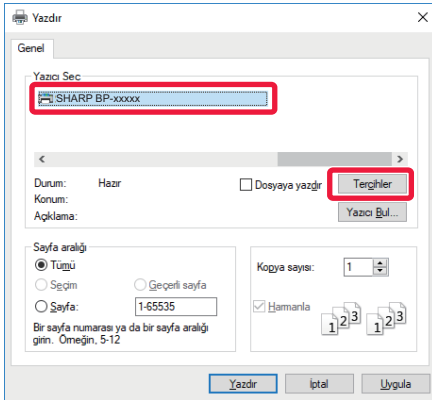 Yazdır
Genel
Yazıcı Seç
SHARP BP-xxxxx
Durum: Hazır
Konum:
Açıklama:
Dosyaya yazdır
Tercihler
Yazıcı Bul...
Sayfa aralığı
Tümü
Seçim Geçerli sayfa
Sayfa: 1-65535
Bir sayfa numarası ya da bir sayfa aralığı
girin. Örneğin, 5-12
Kopya sayısı: 1
Harmanla
1 2 3 1 2 3
Yazdır İptal Uygula